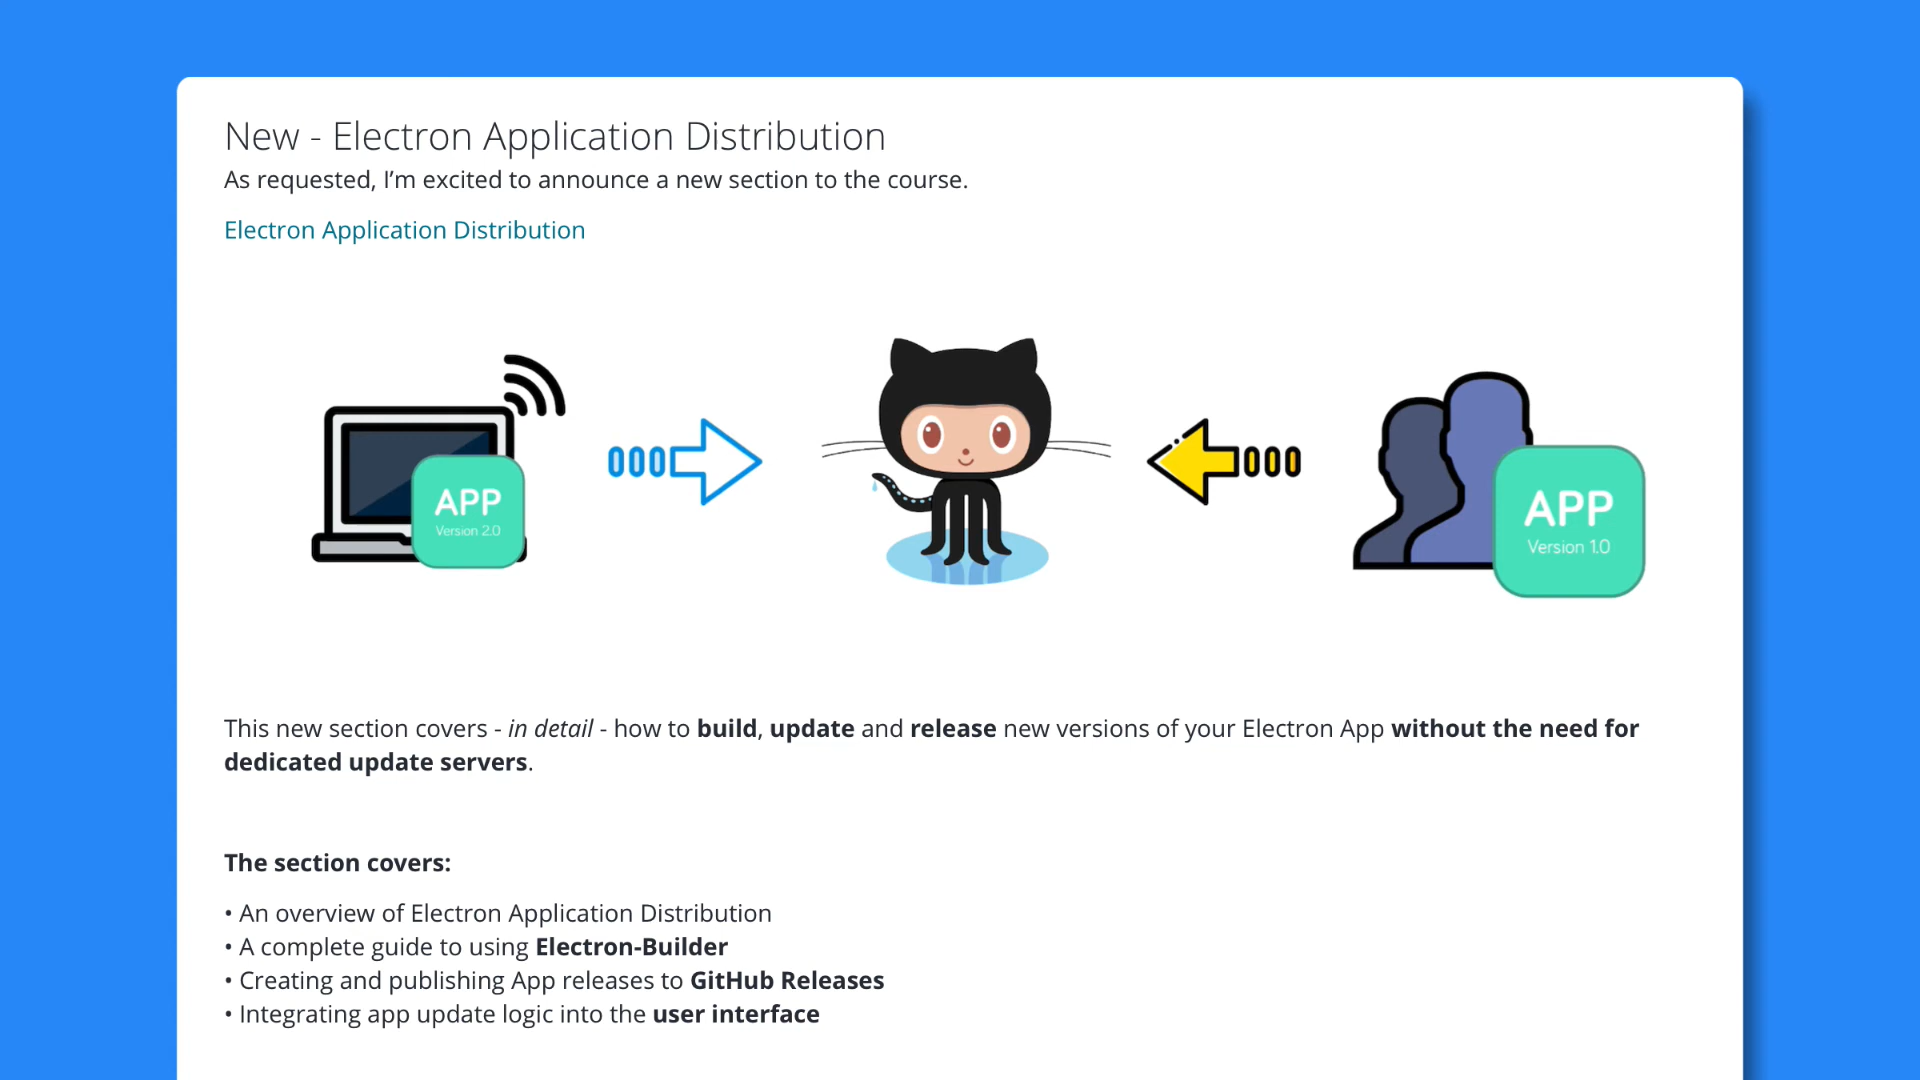 New - Electron Application Distribution
As requested, I’m excited to announce a new section to the course.
Electron Application Distribution
APP
Version 2.0
APP
Version 1.0
This new section covers - in detail - how to build, update and release new versions of your Electron App without the need for
dedicated update servers.
The section covers:
• An overview of Electron Application Distribution
• A complete guide to using Electron-Builder
• Creating and publishing App releases to GitHub Releases
• Integrating app update logic into the user interface